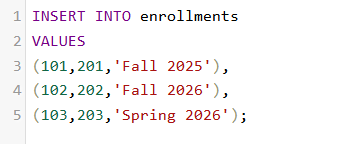 1 INSERT INTO enrollments
2 VALUES
3 (101,201,'Fall 2025'),
4 (102,202,'Fall 2026'),
5 (103,203,'Spring 2026');